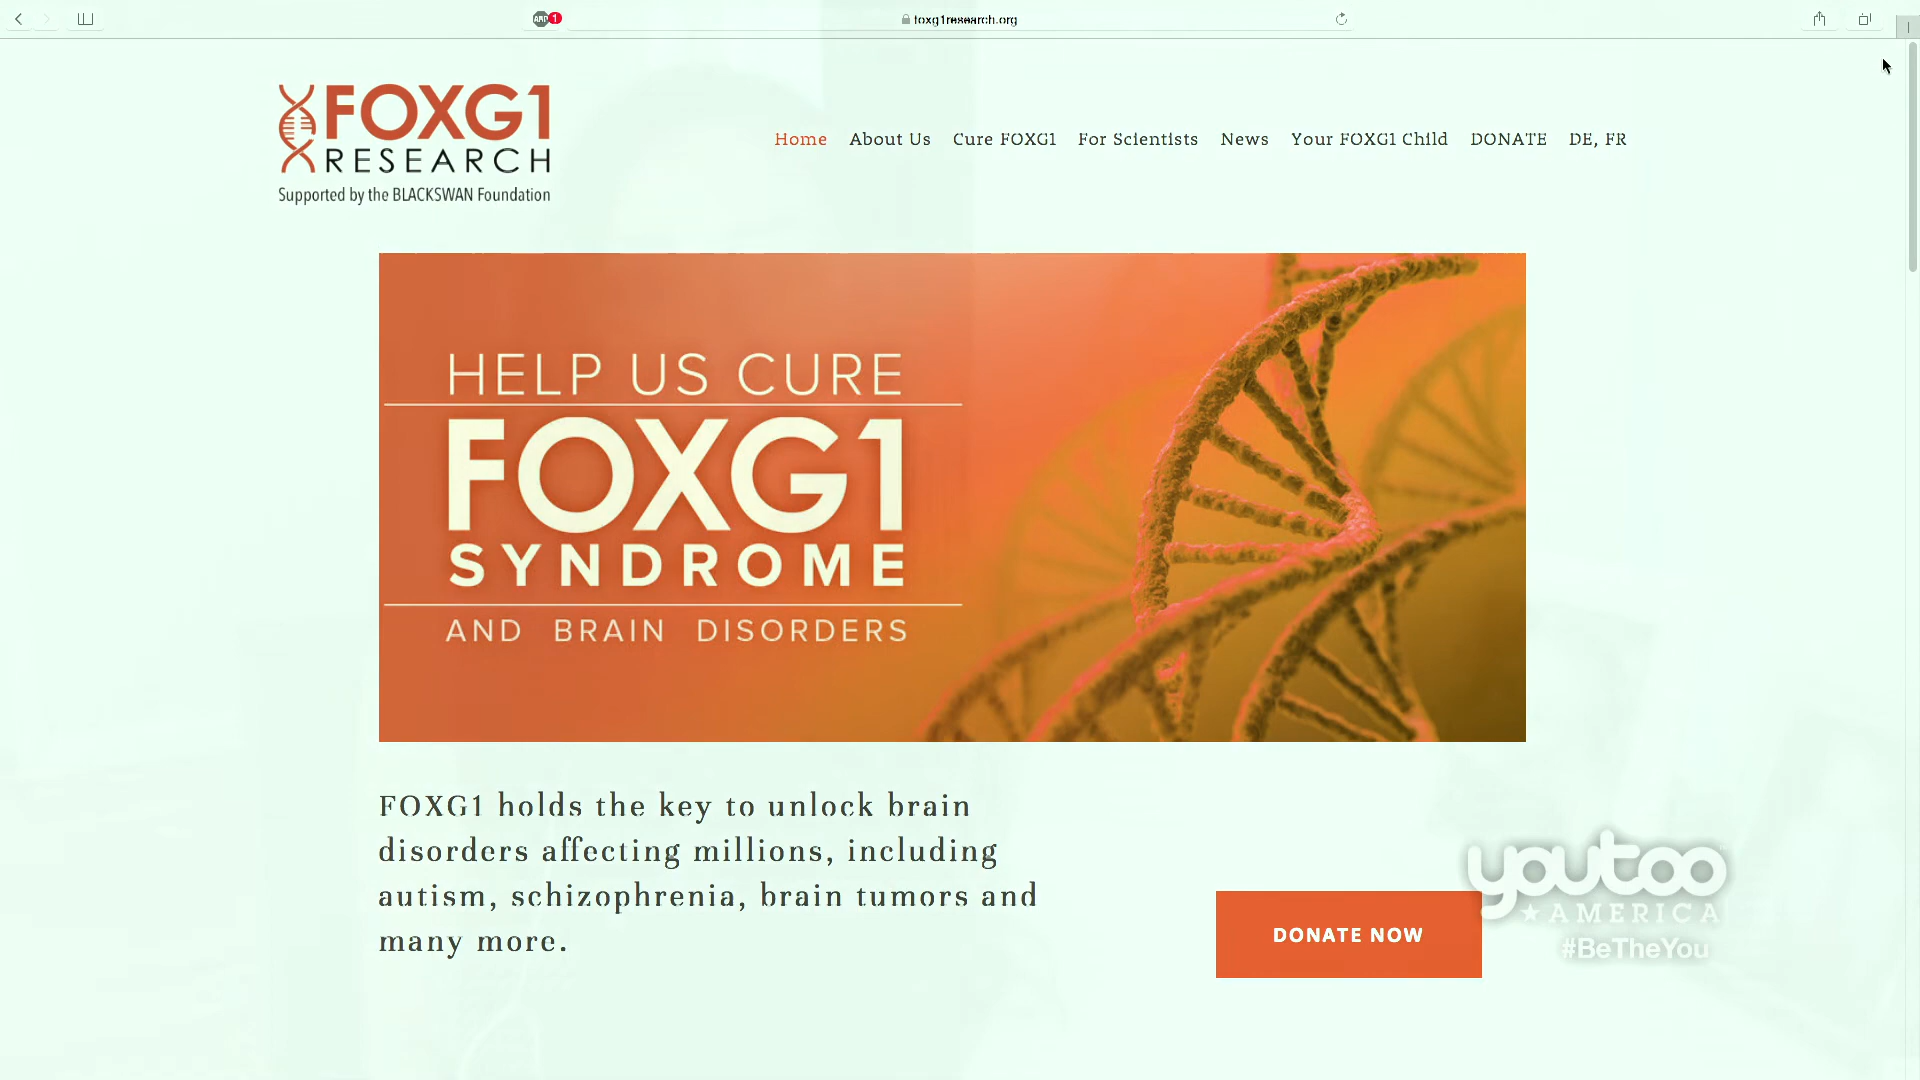 ABP 1
foxg1research.org
FOXG1
RESEARCH
Supported by the BLACKSWAN Foundation
Home About Us Cure FOXG1 For Scientists News Your FOXG1 Child DONATE DE, FR
HELP US CURE
FOXG1
SYNDROME
AND BRAIN DISORDERS
FOXG1 holds the key to unlock brain
disorders affecting millions, including
autism, schizophrenia, brain tumors and
many more.
DONATE NOW
youtoo
AMERICA
#BeTheYou